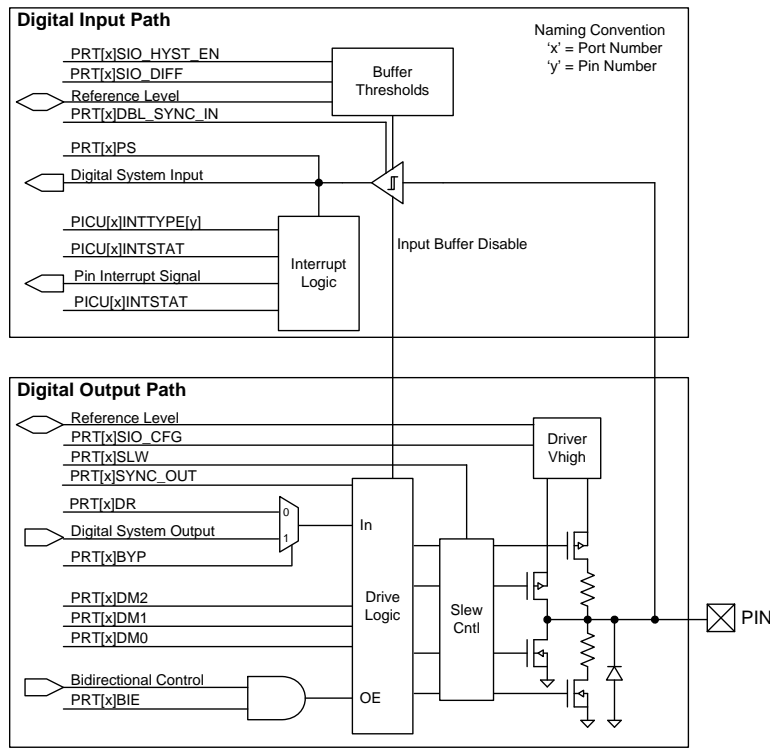 Digital Input Path
Naming Convention
'x' = Port Number
'y' = Pin Number
PRT[x]SIO_HYST_EN
PRT[x]SIO_DIFF
Reference Level
PRT[x]DBL_SYNC_IN
Buffer
Thresholds
PRT[x]PS
Digital System Input
PICU[x]INTTYPE[y]
PICU[x]INTSTAT
Pin Interrupt Signal
PICU[x]INTSTAT
Interrupt
Logic
Input Buffer Disable
Digital Output Path
Reference Level
PRT[x]SIO_CFG
PRT[x]SLW
PRT[x]SYNC_OUT
Driver
Vhigh
PRT[x]DR
Digital System Output
PRT[x]BYP
0
1
In
PRT[x]DM2
PRT[x]DM1
PRT[x]DM0
Drive
Logic
Slew
Cntl
PIN
Bidirectional Control
PRT[x]BIE
OE